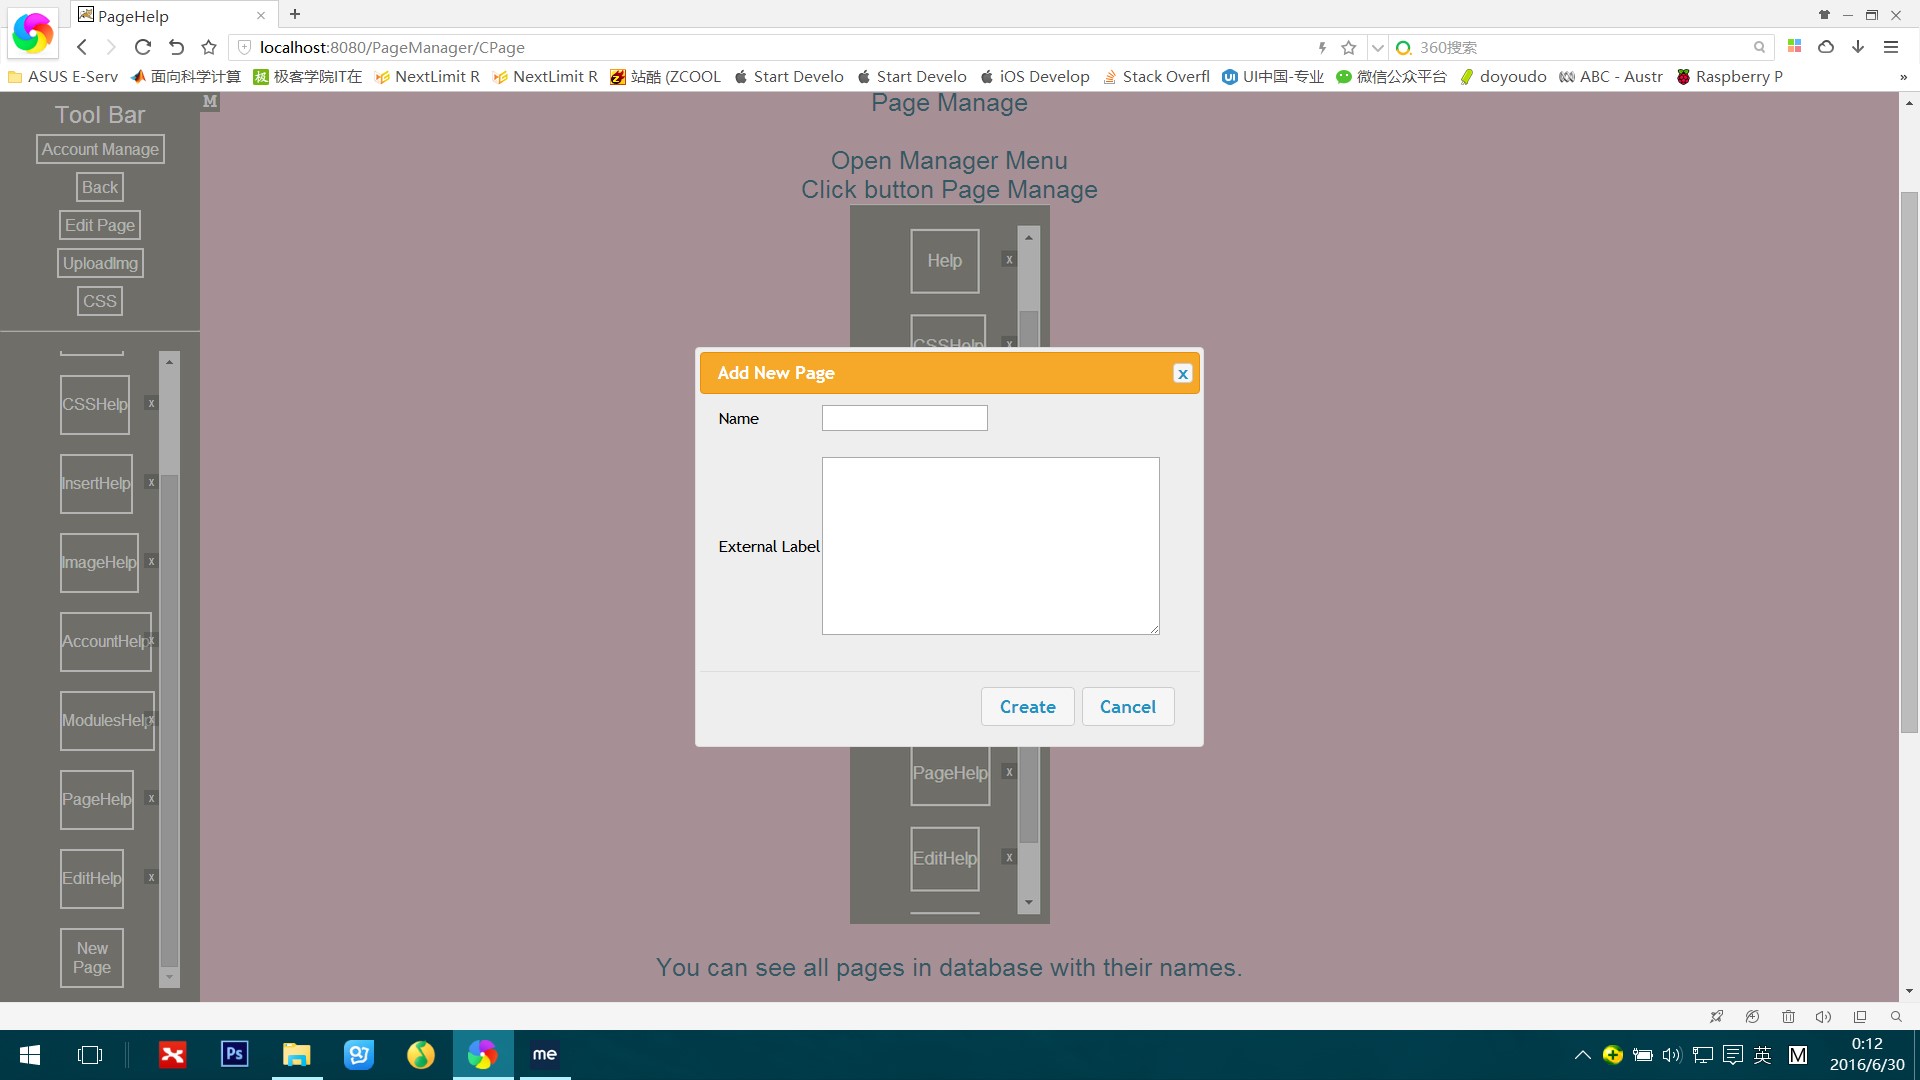 PageHelp
localhost:8080/PageManager/CPage
360搜索
ASUS E-Serv
面向科学计算
极客学院IT在
NextLimit R
NextLimit R
站酷 (ZCOOL
Start Develo
Start Develo
iOS Develop
Stack Overfl
UI中国-专业
微信公众平台
doyoudo
ABC - Austr
Raspberry P
»
Tool Bar
Account Manage
Back
Edit Page
UploadImg
CSS
CSSHelp
x
InsertHelp
x
ImageHelp
x
AccountHelp
x
ModulesHelp
x
PageHelp
x
EditHelp
x
New
Page
M
Page Manage
Open Manager Menu
Click button Page Manage
Help
x
CSSHelp
x
Add New Page
x
Name
External Label
Create
Cancel
PageHelp
x
EditHelp
x
You can see all pages in database with their names.
Ps
me
英
M
0:12
2016/6/30